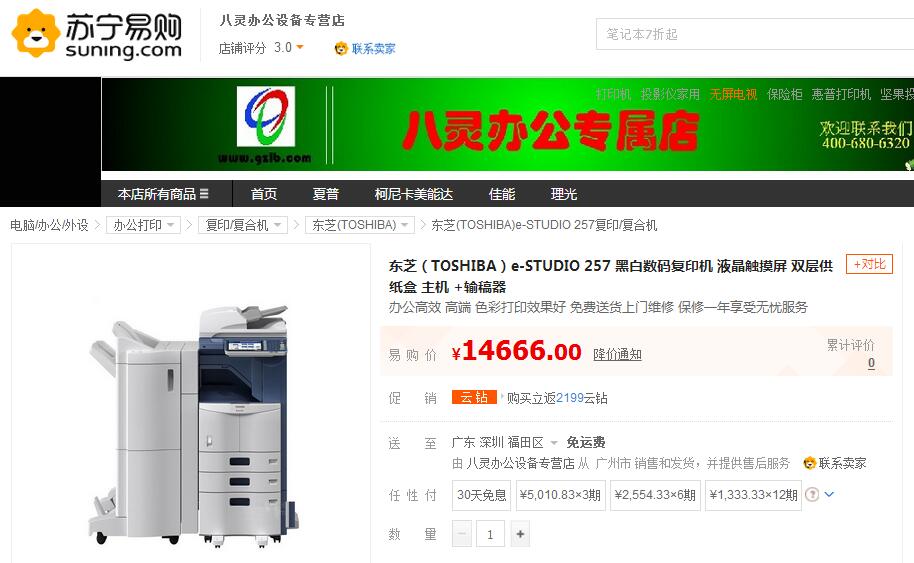 苏宁易购
suning.com
八灵办公设备专营店
店铺评分 3.0
联系卖家
笔记本7折起
打印机 投影仪家用 无屏电视 保险柜 惠普打印机 坚果投
www.gzlb.com
八灵办公专属店
欢迎联系我们
400-680-6320
本店所有商品 首页 夏普 柯尼卡美能达 佳能 理光
电脑/办公/外设 办公打印 复印/复合机 东芝(TOSHIBA) 东芝(TOSHIBA)e-STUDIO 257复印/复合机
东芝（TOSHIBA）e-STUDIO 257 黑白数码复印机 液晶触摸屏 双层供
纸盒 主机 +输稿器
+对比
办公高效 高端 色彩打印效果好 免费送货上门维修 保修一年享受无忧服务
易购价 ¥14666.00 降价通知
累计评价
0
促销 云钻 购买立返2199云钻
送至 广东 深圳 福田区 免运费
由 八灵办公设备专营店 从 广州市 销售和发货，并提供售后服务 联系卖家
任性付 30天免息 ¥5,010.83×3期 ¥2,554.33×6期 ¥1,333.33×12期 ?
数量 − 1 +